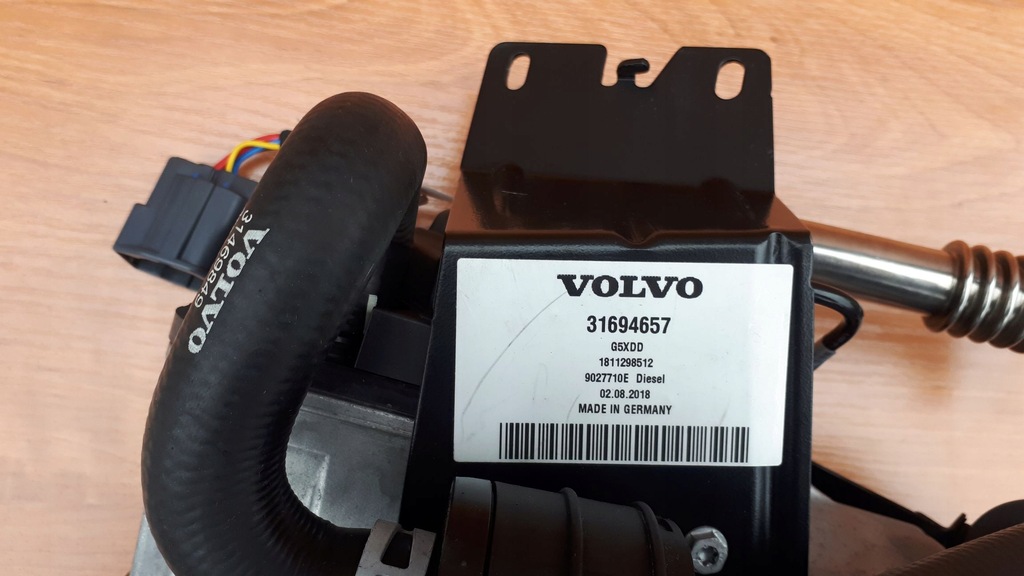 VOLVO
31469849
VOLVO
31694657
G5XDD
1811298512
9027710E Diesel
02.08.2018
MADE IN GERMANY